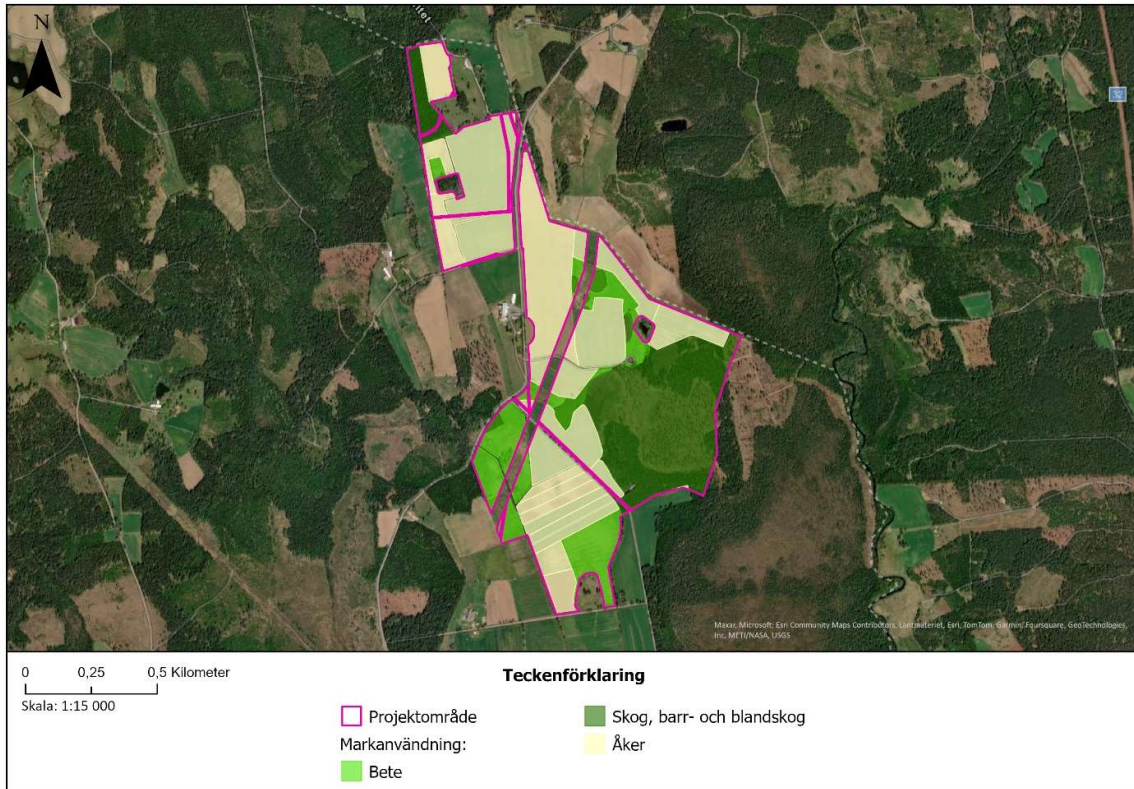 N
32
Maxar, Microsoft, Esri Community Maps Contributors, Lantmäteriet, Esri, TomTom, Garmin, Foursquare, GeoTechnologies,
Inc, METI/NASA, USGS
0 0,25 0,5 Kilometer
Skala: 1:15 000
Teckenförklaring
Projektområde
Markanvändning:
Bete
Skog, barr- och blandskog
Åker